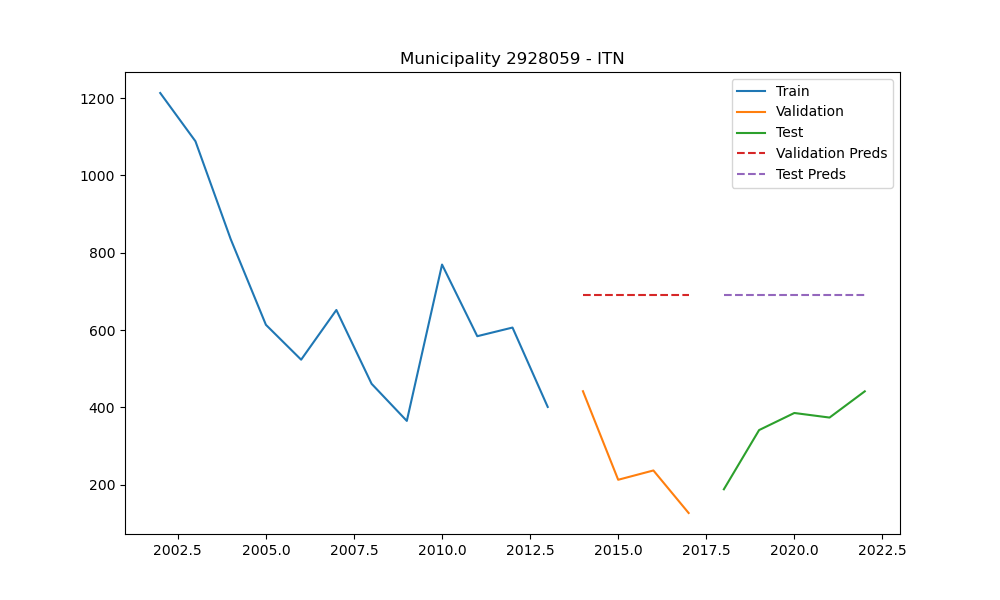 Municipality 2928059 - ITN
Train
Validation
Test
Validation Preds
Test Preds
1200
1000
800
600
400
200
2002.5 2005.0 2007.5 2010.0 2012.5 2015.0 2017.5 2020.0 2022.5